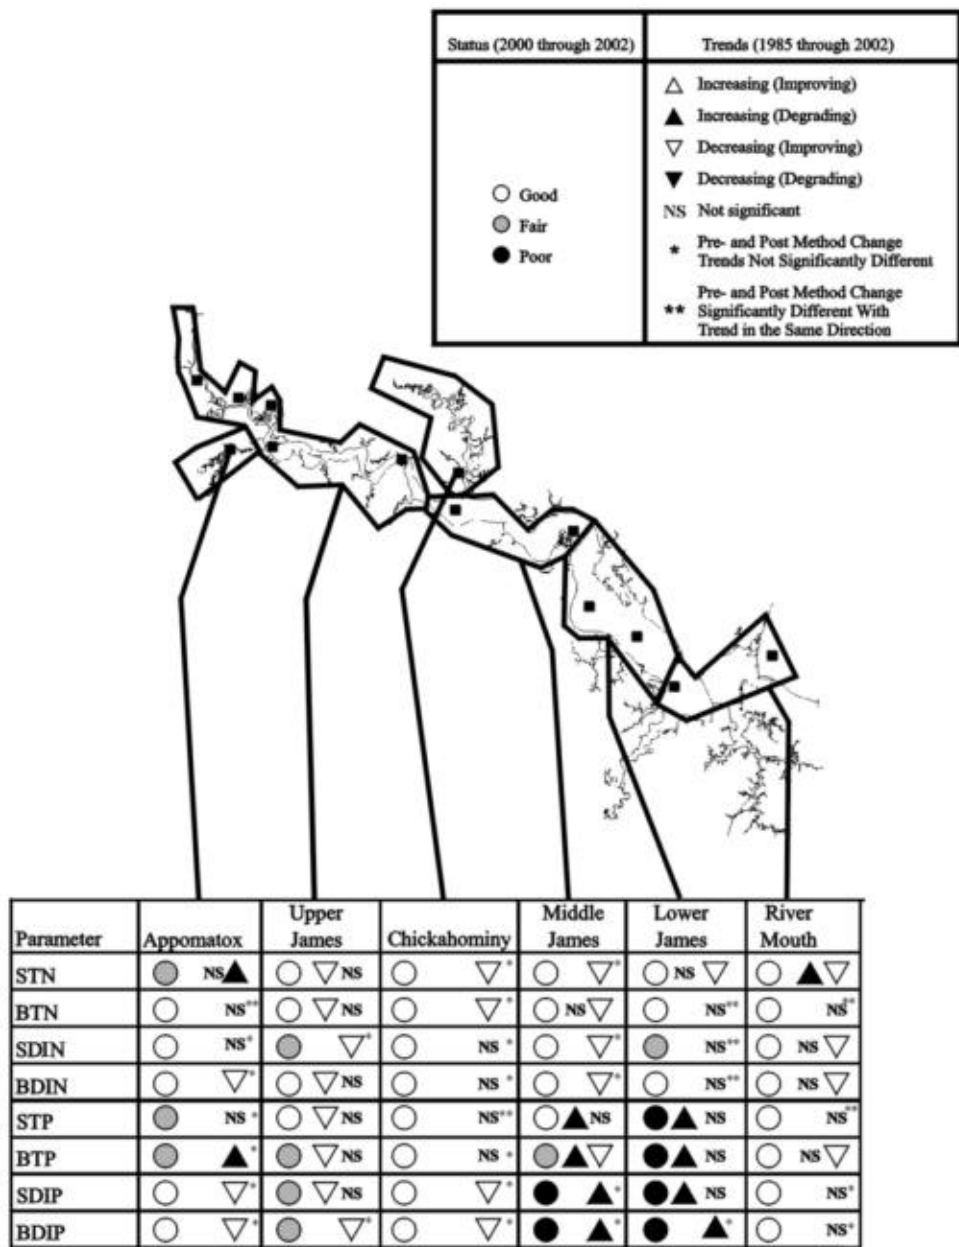 Status (2000 through 2002) Trends (1985 through 2002)
Increasing (Improving)
Increasing (Degrading)
Decreasing (Improving)
Decreasing (Degrading)
NS Not significant
Good
Fair
Poor
* Pre- and Post Method Change
Trends Not Significantly Different
** Pre- and Post Method Change
Significantly Different With
Trend in the Same Direction
Parameter Appomatox Upper James Chickahominy Middle James Lower James River Mouth
STN NS NS * * NS
BTN NS** NS * NS NS** NS**
SDIN NS* * NS * * NS** NS
BDIN * NS NS * * NS** NS
STP NS * NS NS** NS NS NS**
BTP * NS NS * NS NS
SDIP * NS * * NS NS*
BDIP * * * * * NS*